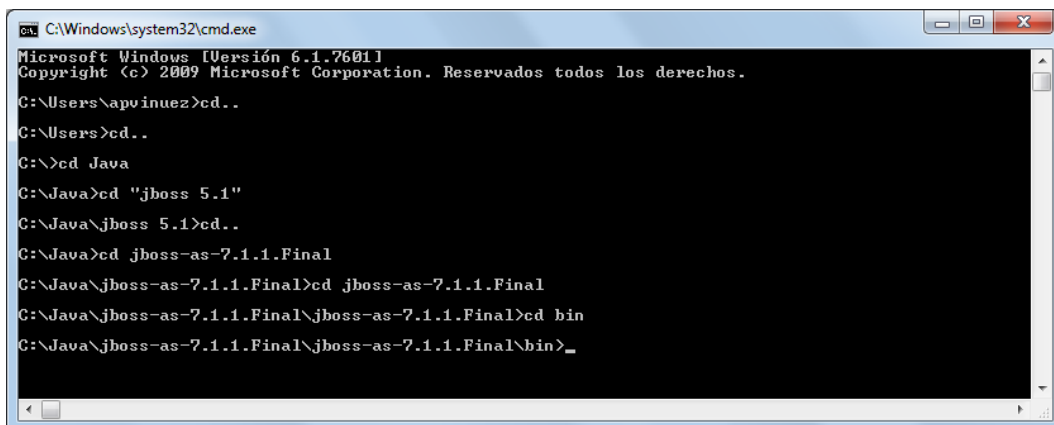 C:\Windows\system32\cmd.exe
Microsoft Windows [Versión 6.1.7601]
Copyright (c) 2009 Microsoft Corporation. Reservados todos los derechos.
C:\Users\apvinuez>cd..
C:\Users>cd..
C:\>cd Java
C:\Java>cd "jboss 5.1"
C:\Java\jboss 5.1>cd..
C:\Java>cd jboss-as-7.1.1.Final
C:\Java\jboss-as-7.1.1.Final>cd jboss-as-7.1.1.Final
C:\Java\jboss-as-7.1.1.Final\jboss-as-7.1.1.Final>cd bin
C:\Java\jboss-as-7.1.1.Final\jboss-as-7.1.1.Final\bin>_